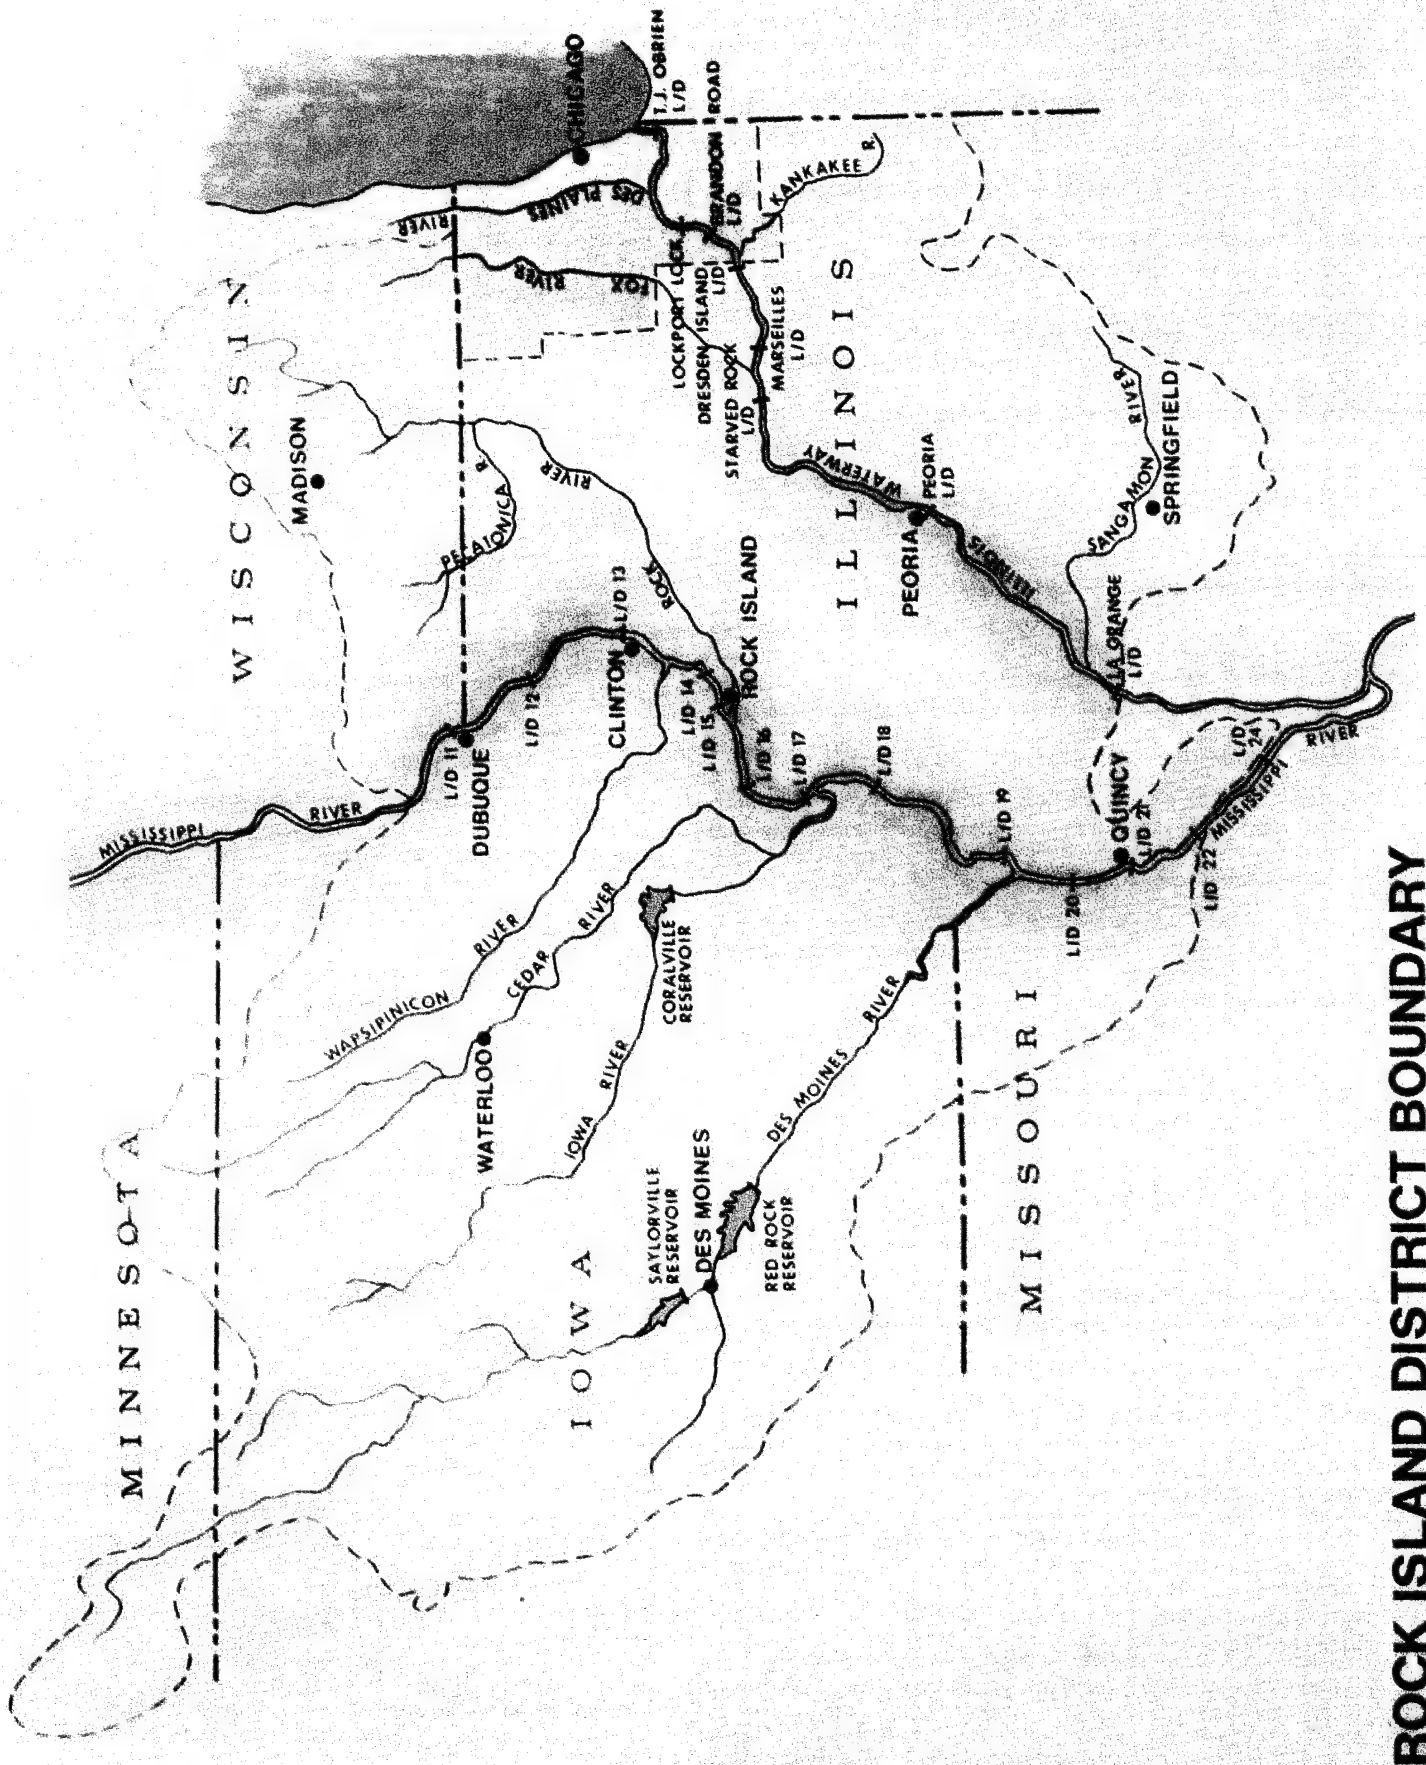 MINNESOTA
WISCONSIN
IOWA
ILLINOIS
MISSOURI
MISSISSIPPI
RIVER
WAPSIPINICON
RIVER
CEDAR
RIVER
WATERLOO
IOWA
RIVER
CORALVILLE
RESERVOIR
SAYLORVILLE
RESERVOIR
DES MOINES
RED ROCK
RESERVOIR
DES MOINES
RIVER
L/D 11
DUBUQUE
L/D 12
CLINTON
L/D 13
L/D 14
L/D 15
ROCK ISLAND
L/D 16
L/D 17
L/D 18
L/D 19
L/D 20
QUINCY
L/D 21
L/D 22
L/D
24
MISSISSIPPI
RIVER
MADISON
PECATONICA
R.
ROCK
RIVER
FOX
RIVER
DES PLAINES
RIVER
CHICAGO
T.J. OBRIEN
L/D
LOCKPORT LOCK
BRANDON ROAD
L/D
DRESDEN ISLAND
L/D
KANKAKEE
R.
STARVED ROCK
L/D
MARSEILLES
L/D
ILLINOIS
WATERWAY
PEORIA
L/D
PEORIA
LA GRANGE
L/D
SANGAMON
RIVER
SPRINGFIELD
ROCK ISLAND DISTRICT BOUNDARY